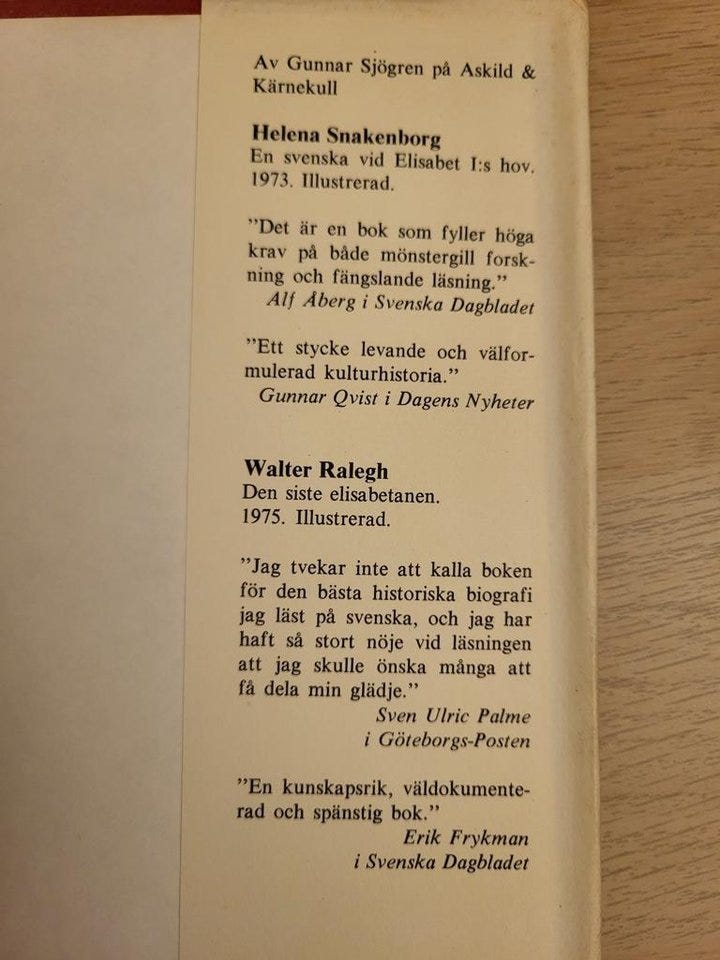 Av Gunnar Sjögren på Askild &
Kärnekull
Helena Snakenborg
En svenska vid Elisabet I:s hov.
1973. Illustrerad.
”Det är en bok som fyller höga
krav på både mönstergill forsk-
ning och fängslande läsning.”
Alf Åberg i Svenska Dagbladet
”Ett stycke levande och välfor-
mulerad kulturhistoria.”
Gunnar Qvist i Dagens Nyheter
Walter Ralegh
Den siste elisabetanen.
1975. Illustrerad.
”Jag tvekar inte att kalla boken
för den bästa historiska biografi
jag läst på svenska, och jag har
haft så stort nöje vid läsningen
att jag skulle önska många att
få dela min glädje.”
Sven Ulric Palme
i Göteborgs-Posten
”En kunskapsrik, väldokumente-
rad och spänstig bok.”
Erik Frykman
i Svenska Dagbladet